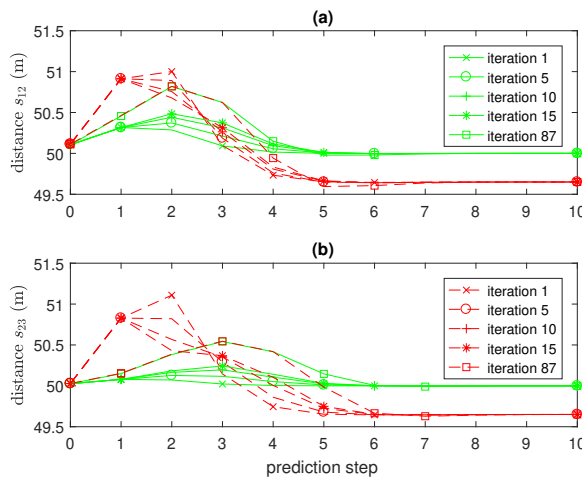 (a)
51.5
51
50.5
50
49.5
distance s12 (m)
iteration 1
iteration 5
iteration 10
iteration 15
iteration 87
0 1 2 3 4 5 6 7 8 9 10
(b)
51.5
51
50.5
50
49.5
distance s23 (m)
iteration 1
iteration 5
iteration 10
iteration 15
iteration 87
0 1 2 3 4 5 6 7 8 9 10
prediction step